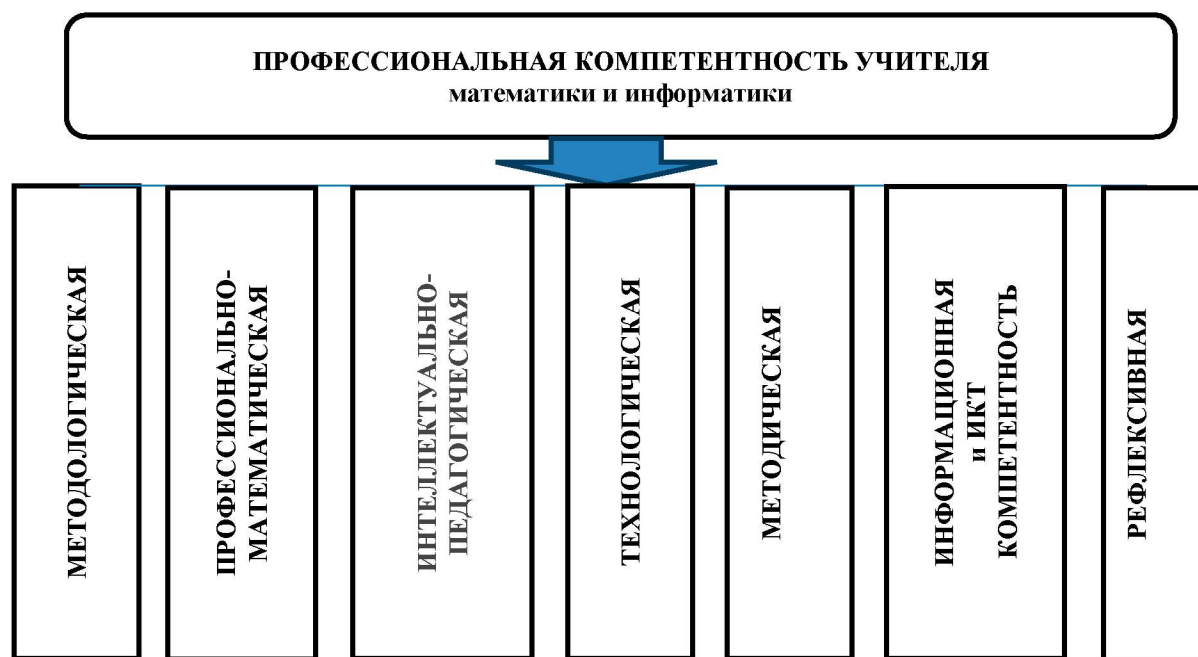 ПРОФЕССИОНАЛЬНАЯ КОМПЕТЕНТНОСТЬ УЧИТЕЛЯ
математики и информатики
МЕТОДОЛОГИЧЕСКАЯ
ПРОФЕССИОНАЛЬНО-
МАТЕМАТИЧЕСКАЯ
ИНТЕЛЛЕКТУАЛЬНО-
ПЕДАГОГИЧЕСКАЯ
ТЕХНОЛОГИЧЕСКАЯ
МЕТОДИЧЕСКАЯ
ИНФОРМАЦИОННАЯ
и ИКТ
КОМПЕТЕНТНОСТЬ
РЕФЛЕКСИВНАЯ